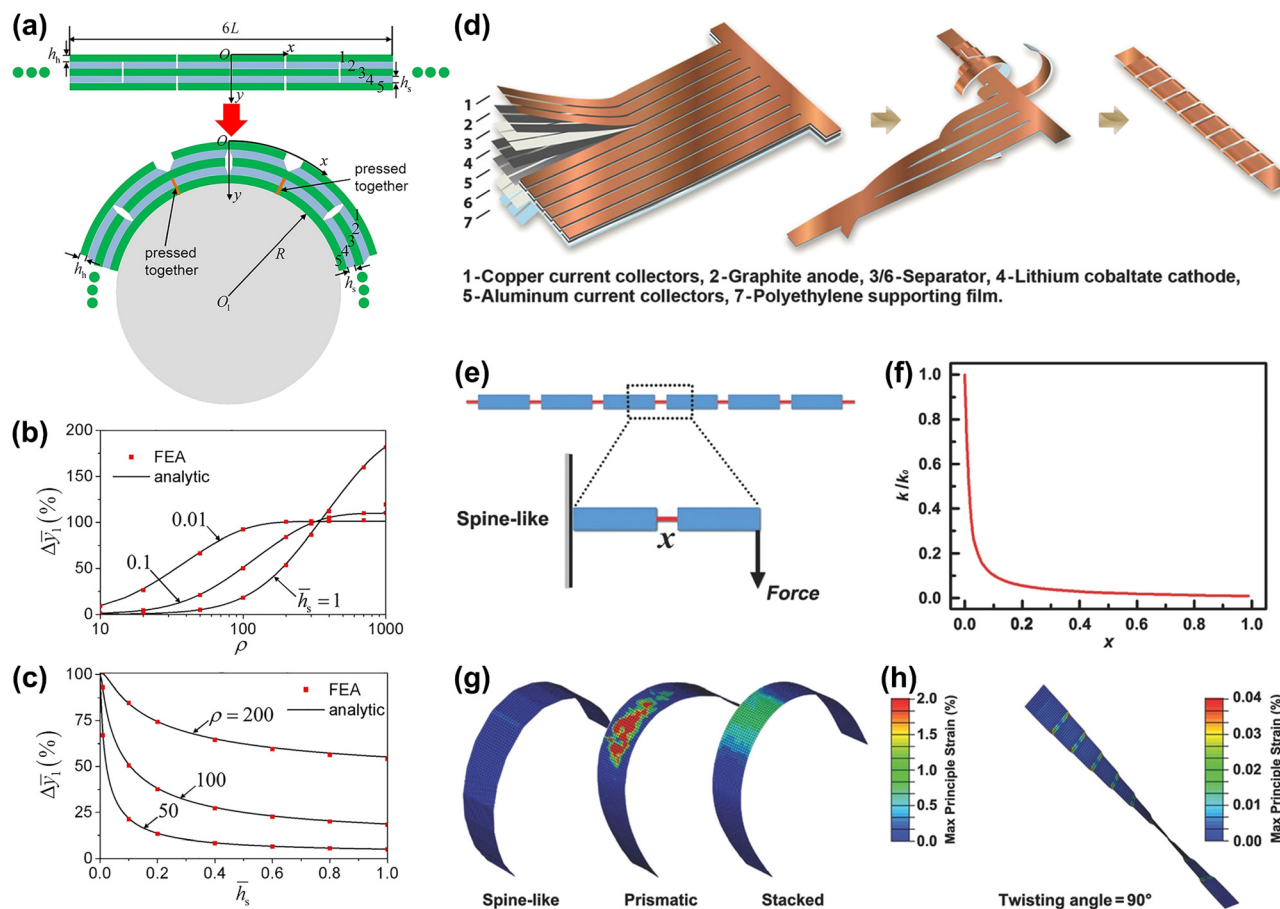 (a)
6L
O
x
h_h
1
2
3
4
5
h_s
y
O
x
pressed
together
y
pressed
together
R
1
2
3
4
5
h_h
h_s
O_1
(b)
200
150
100
50
0
Δȳ_1 (%)
FEA
analytic
0.01
0.1
h̄_s=1
10
100
1000
ρ
(c)
100
75
50
25
0
Δȳ_1 (%)
FEA
analytic
ρ=200
100
50
0.0
0.2
0.4
0.6
0.8
1.0
h̄_s
(d)
1
2
3
4
5
6
7
1-Copper current collectors, 2-Graphite anode, 3/6-Separator, 4-Lithium cobaltate cathode,
5-Aluminum current collectors, 7-Polyethylene supporting film.
(e)
Spine-like
x
Force
(f)
1.0
0.8
0.6
0.4
0.2
0.0
k/k_0
0.0
0.2
0.4
0.6
0.8
1.0
x
(g)
2.0
1.5
1.0
0.5
0.0
Max Principle Strain (%)
Spine-like
Prismatic
Stacked
(h)
0.04
0.03
0.02
0.01
0.00
Max Principle Strain (%)
Twisting angle=90°